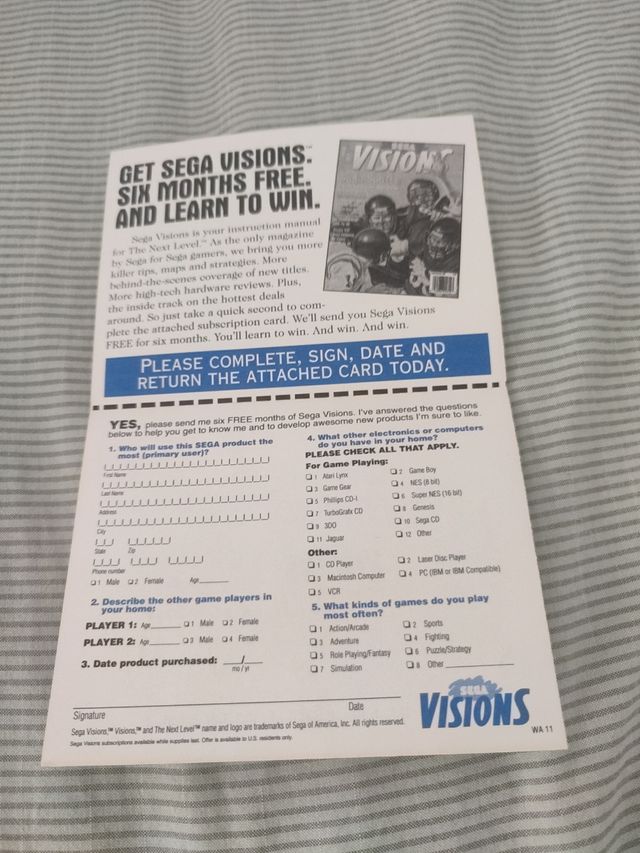 GET SEGA VISIONS.™
SIX MONTHS FREE.
AND LEARN TO WIN.
SEGA
VISIONS
Sega Visions is your instruction manual
for The Next Level.™ As the only magazine
by Sega for Sega gamers, we bring you more
killer tips, maps and strategies. More
behind-the-scenes coverage of new titles.
More high-tech hardware reviews. Plus,
the inside track on the hottest deals
around. So just take a quick second to com-
plete the attached subscription card. We'll send you Sega Visions
FREE for six months. You'll learn to win. And win. And win.
PLEASE COMPLETE, SIGN, DATE AND
RETURN THE ATTACHED CARD TODAY.
YES, please send me six FREE months of Sega Visions. I've answered the questions
below to help you get to know me and to develop awesome new products I'm sure to like.
1. Who will use this SEGA product the
most (primary user)?
First Name
Last Name
Address
City
State Zip
Phone number
1 Male 2 Female Age
2. Describe the other game players in
your home:
PLAYER 1: Age 1 Male 2 Female
PLAYER 2: Age 3 Male 4 Female
3. Date product purchased: /
mo / yr
4. What other electronics or computers
do you have in your home?
PLEASE CHECK ALL THAT APPLY.
For Game Playing:
1 Atari Lynx 2 Game Boy
3 Game Gear 4 NES (8 bit)
5 Phillips CD-I 6 Super NES (16 bit)
7 TurboGrafx CD 8 Genesis
9 3DO 10 Sega CD
11 Jaguar 12 Other
Other:
1 CD Player 2 Laser Disc Player
3 Macintosh Computer 4 PC (IBM or IBM Compatible)
5 VCR
5. What kinds of games do you play
most often?
1 Action/Arcade 2 Sports
3 Adventure 4 Fighting
5 Role Playing/Fantasy 6 Puzzle/Strategy
7 Simulation 8 Other
Signature Date
Sega Visions,™ Visions,™ and The Next Level™ name and logo are trademarks of Sega of America, Inc. All rights reserved.
Sega Visions subscriptions available while supplies last. Offer is available to U.S. residents only.
SEGA
VISIONS
WA 11